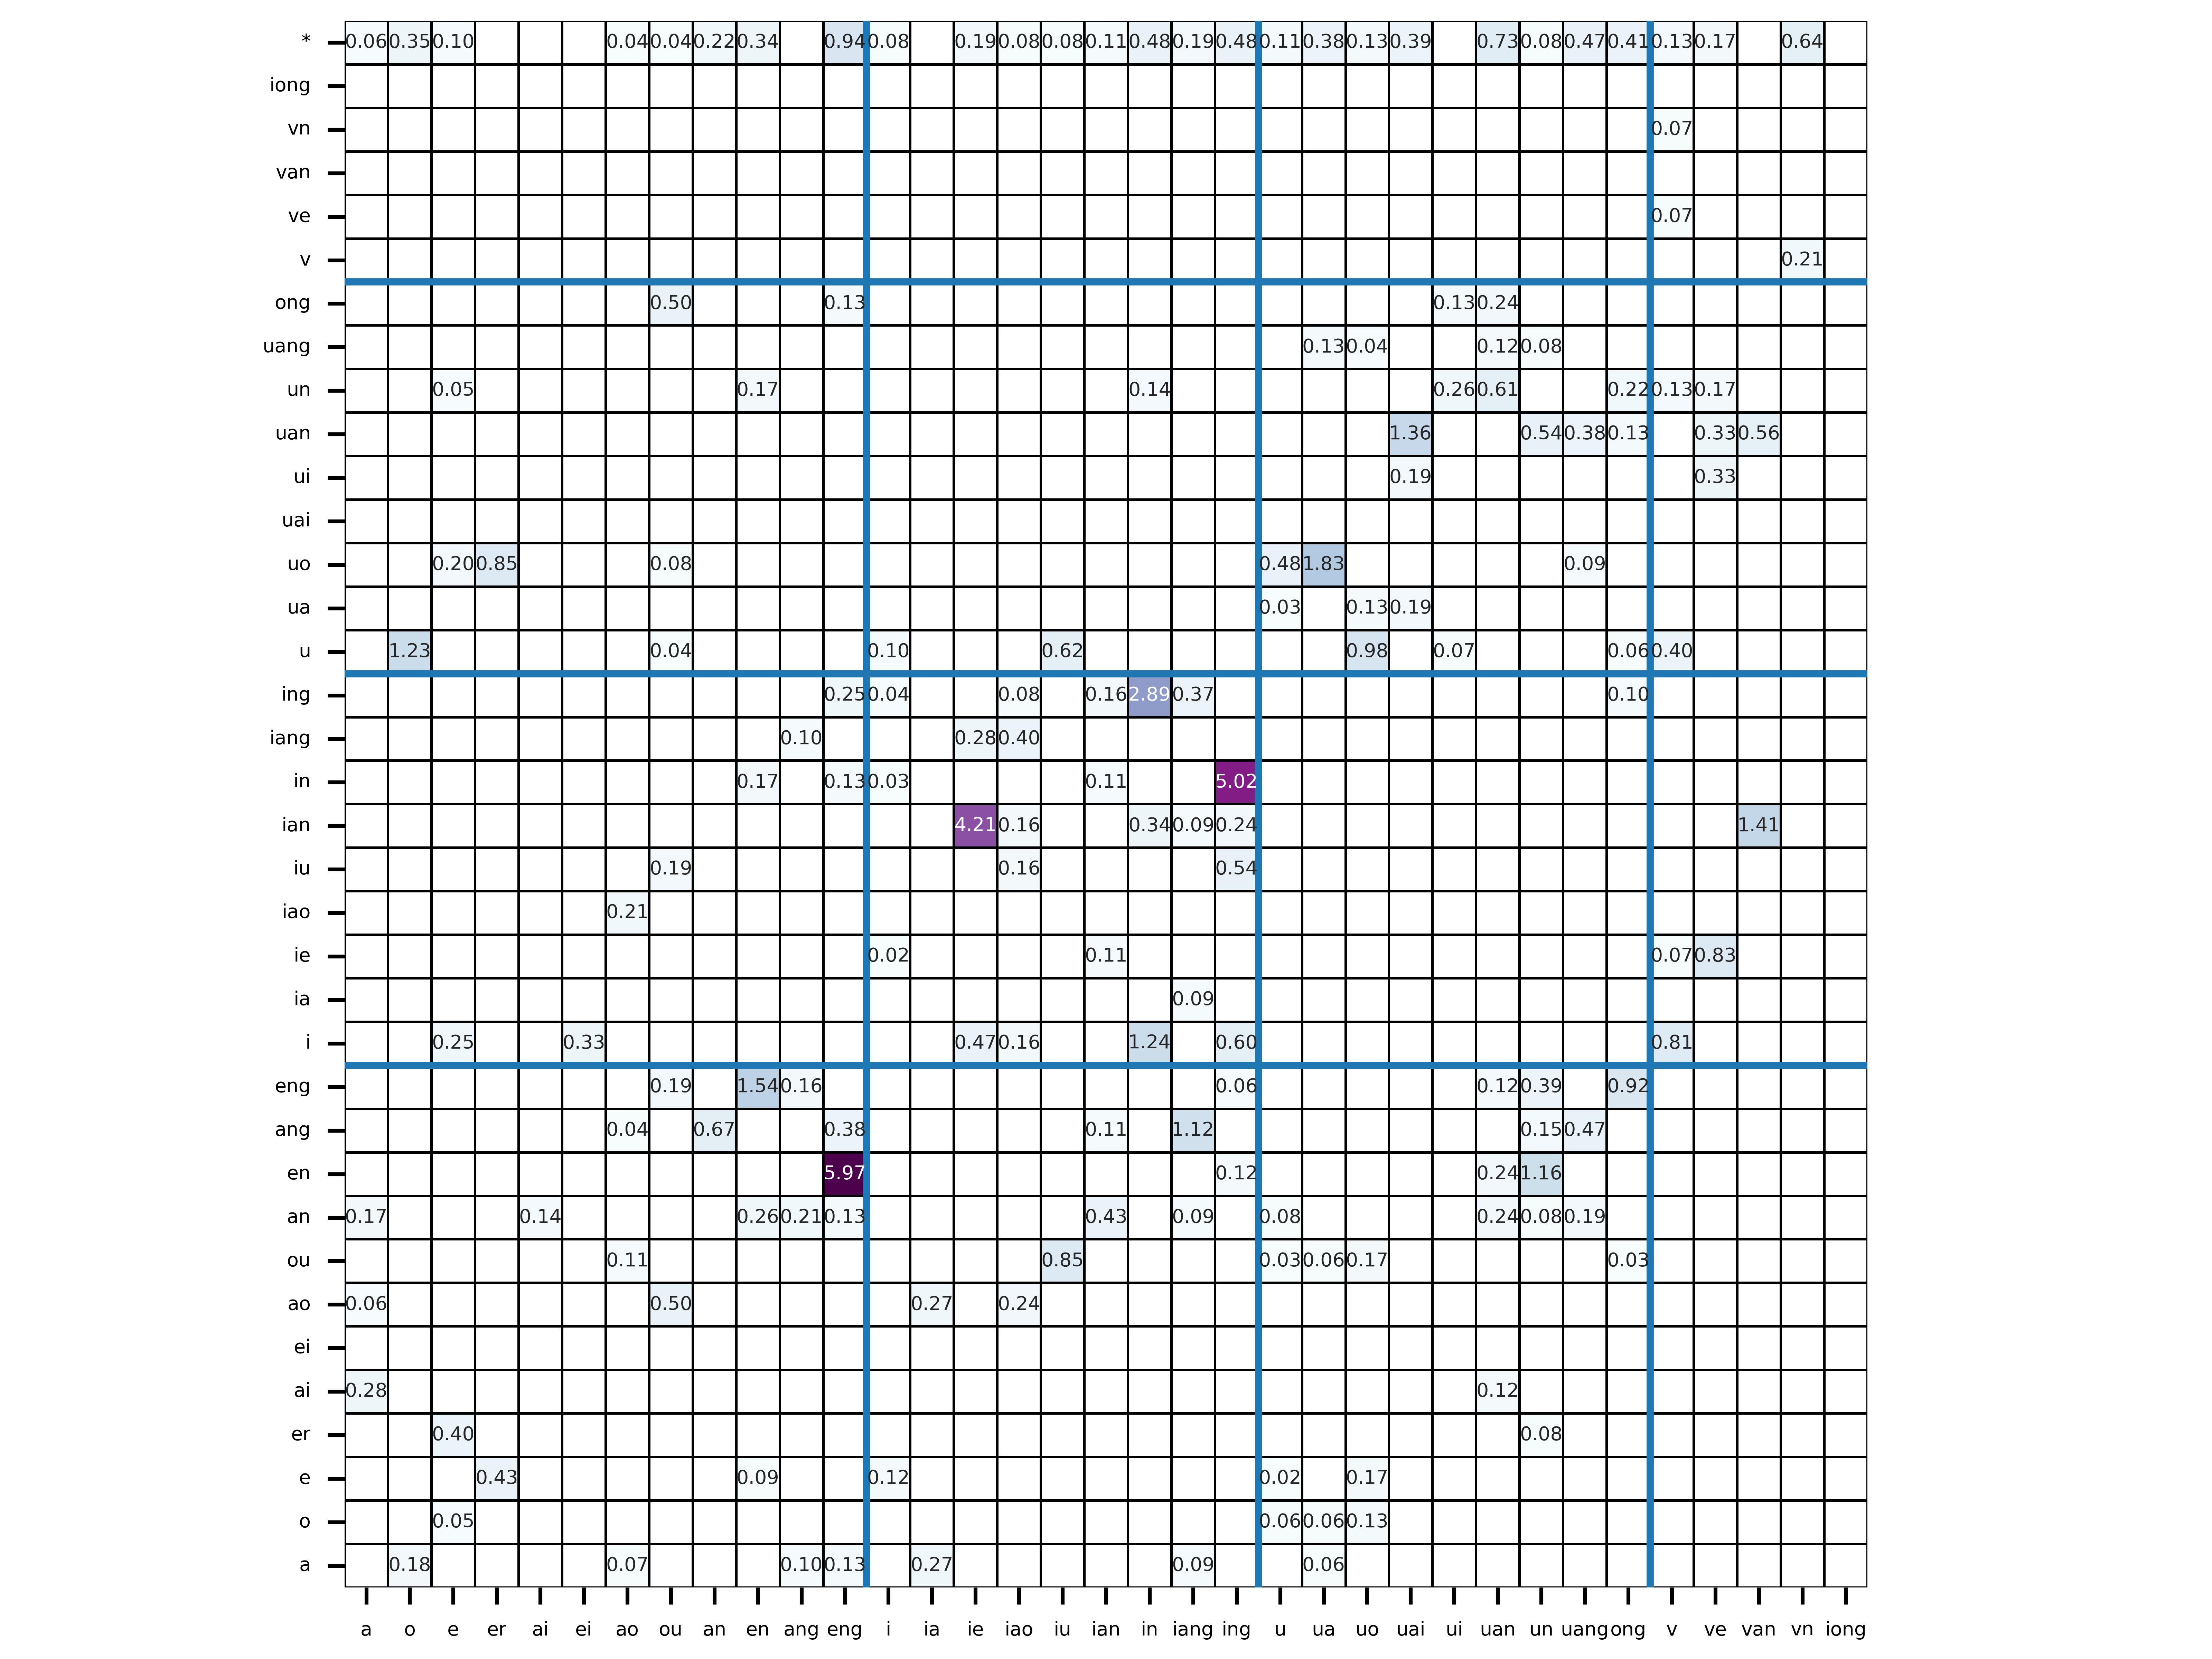 * 0.06 0.35 0.10 0.04 0.04 0.22 0.34 0.94 0.08 0.19 0.08 0.08 0.11 0.48 0.19 0.48 0.11 0.38 0.13 0.39 0.73 0.08 0.47 0.41 0.13 0.17 0.64
iong
vn 0.07
van
ve 0.07
v 0.21
ong 0.50 0.13 0.13 0.24
uang 0.13 0.04 0.12 0.08
un 0.05 0.17 0.14 0.26 0.61 0.22 0.13 0.17
uan 1.36 0.54 0.38 0.13 0.33 0.56
ui 0.19 0.33
uai
uo 0.20 0.85 0.08 0.48 1.83 0.09
ua 0.03 0.13 0.19
u 1.23 0.04 0.10 0.62 0.98 0.07 0.06 0.40
ing 0.25 0.04 0.08 0.16 2.89 0.37 0.10
iang 0.10 0.28 0.40
in 0.17 0.13 0.03 0.11 5.02
ian 4.21 0.16 0.34 0.09 0.24 1.41
iu 0.19 0.16 0.54
iao 0.21
ie 0.02 0.11 0.07 0.83
ia 0.09
i 0.25 0.33 0.47 0.16 1.24 0.60 0.81
eng 0.19 1.54 0.16 0.06 0.12 0.39 0.92
ang 0.04 0.67 0.38 0.11 1.12 0.15 0.47
en 5.97 0.12 0.24 1.16
an 0.17 0.14 0.26 0.21 0.13 0.43 0.09 0.08 0.24 0.08 0.19
ou 0.11 0.85 0.03 0.06 0.17 0.03
ao 0.06 0.50 0.27 0.24
ei
ai 0.28 0.12
er 0.40 0.08
e 0.43 0.09 0.12 0.02 0.17
o 0.05 0.06 0.06 0.13
a 0.18 0.07 0.10 0.13 0.27 0.09 0.06
a o e er ai ei ao ou an en ang eng i ia ie iao iu ian in iang ing u ua uo uai ui uan un uang ong v ve van vn iong